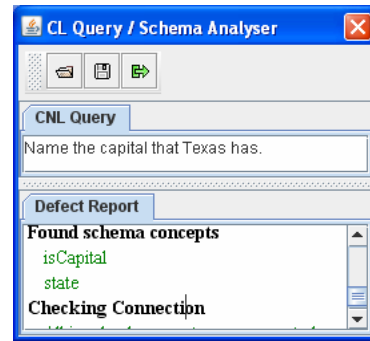 CL Query / Schema Analyser
CNL Query
Name the capital that Texas has.
Defect Report
Found schema concepts
isCapital
state
Checking Connection